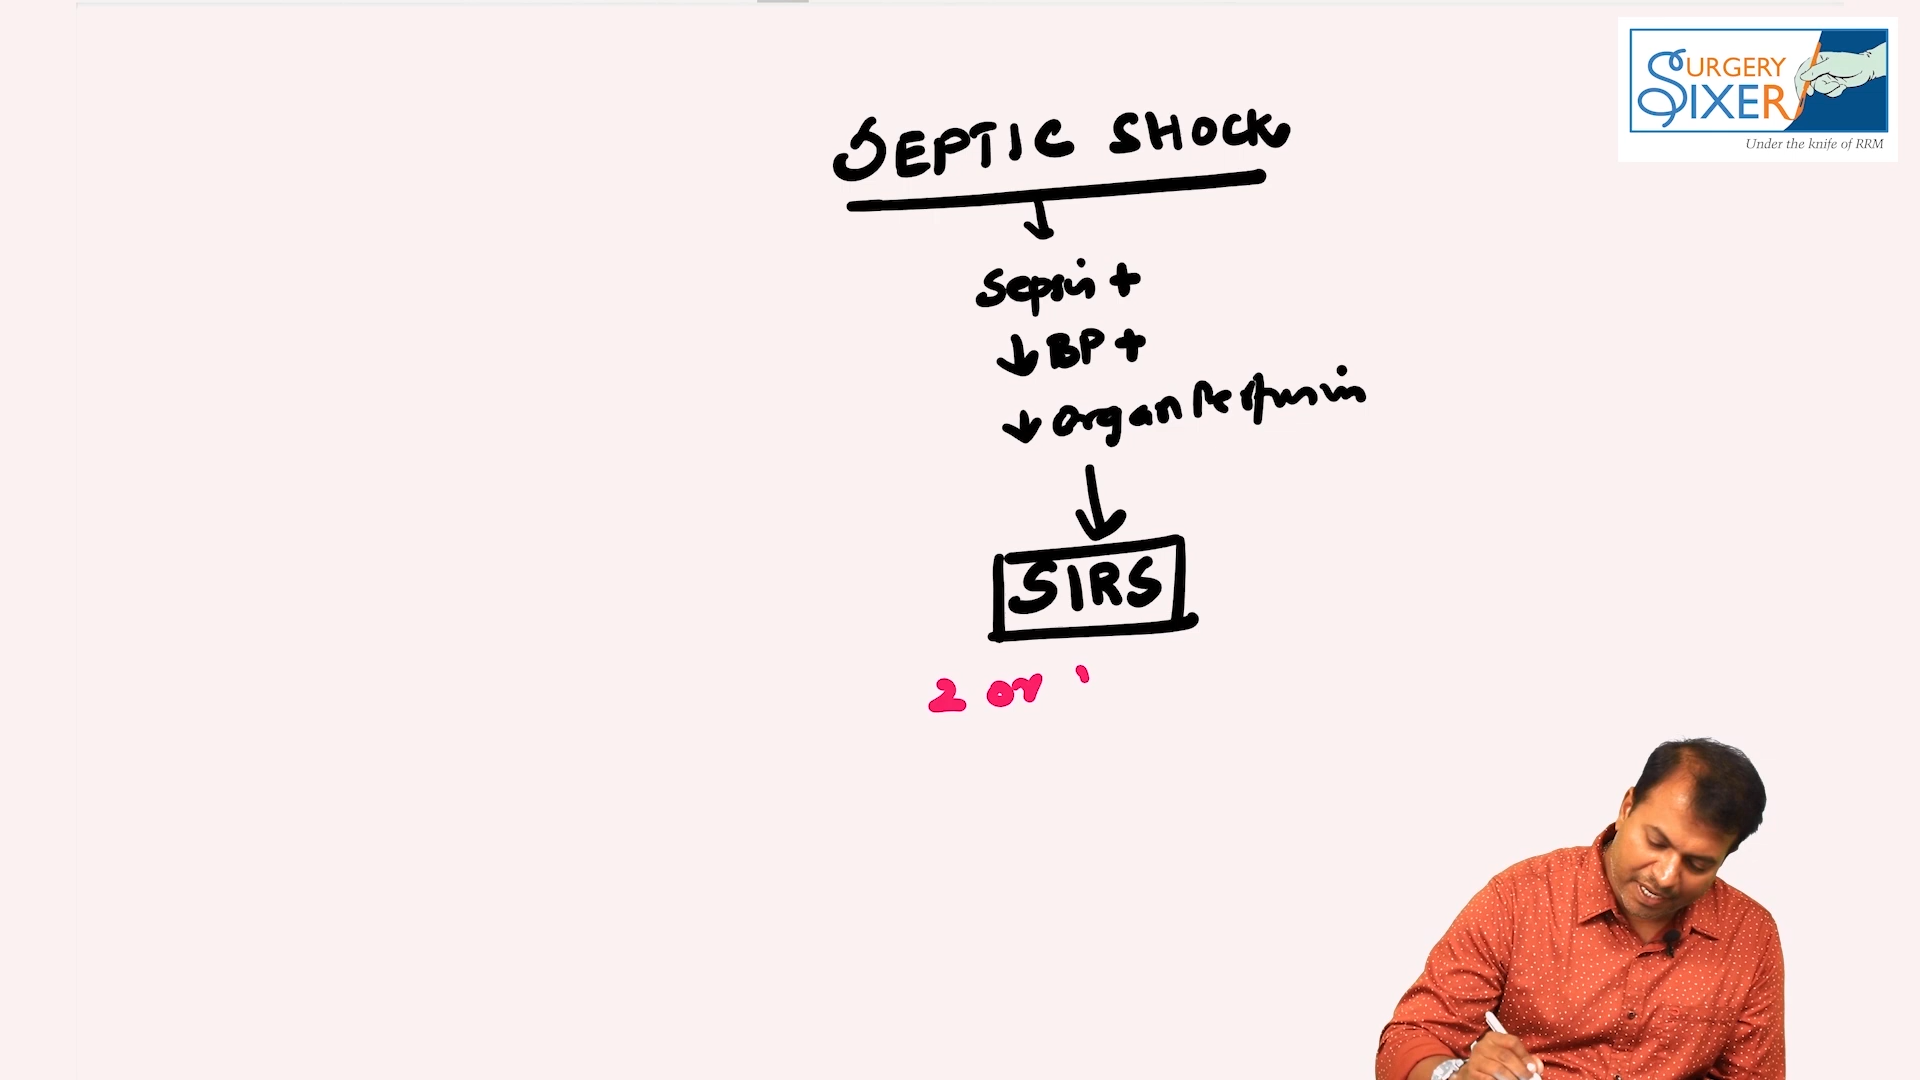 SURGERY
SIXER
Under the knife of RRM
SEPTIC SHOCK
Sepsis +
↓ BP +
↓ Organ Perfusion
SIRS
2 or